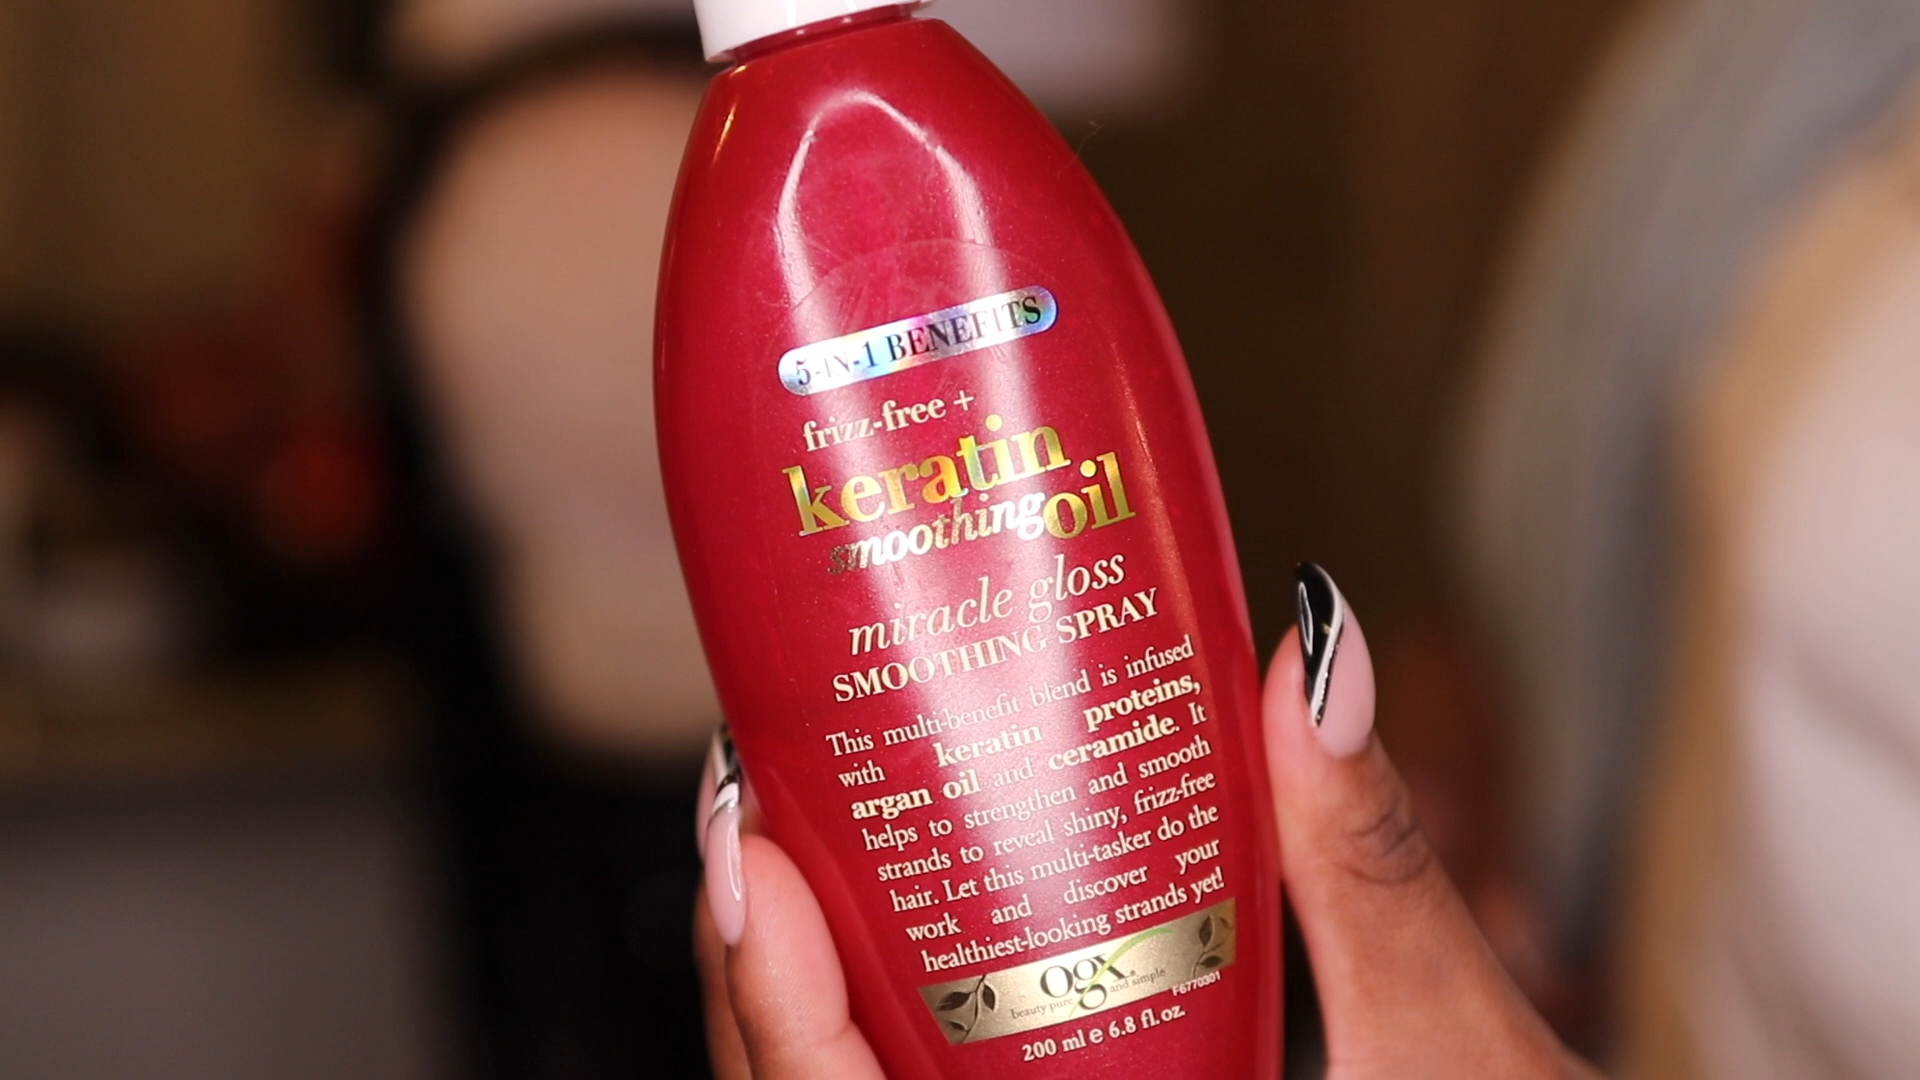 5-IN-1 BENEFITS
frizz-free +
keratin
smoothing oil
miracle gloss
SMOOTHING SPRAY
This multi-benefit blend is infused
with keratin proteins,
argan oil and ceramide. It
helps to strengthen and smooth
strands to reveal shiny, frizz-free
hair. Let this multi-tasker do the
work and discover your
healthiest-looking strands yet!
ogx
beauty pure and simple
F6770301
200 ml e 6.8 fl. oz.